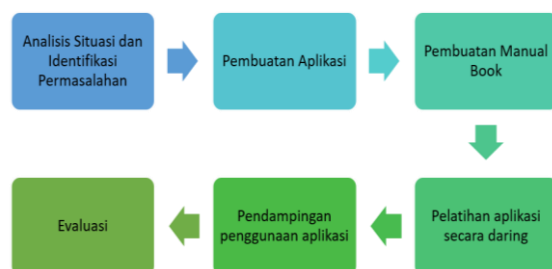 Analisis Situasi dan
Identifikasi
Permasalahan
Pembuatan Aplikasi
Pembuatan Manual
Book
Pelatihan aplikasi
secara daring
Pendampingan
penggunaan aplikasi
Evaluasi